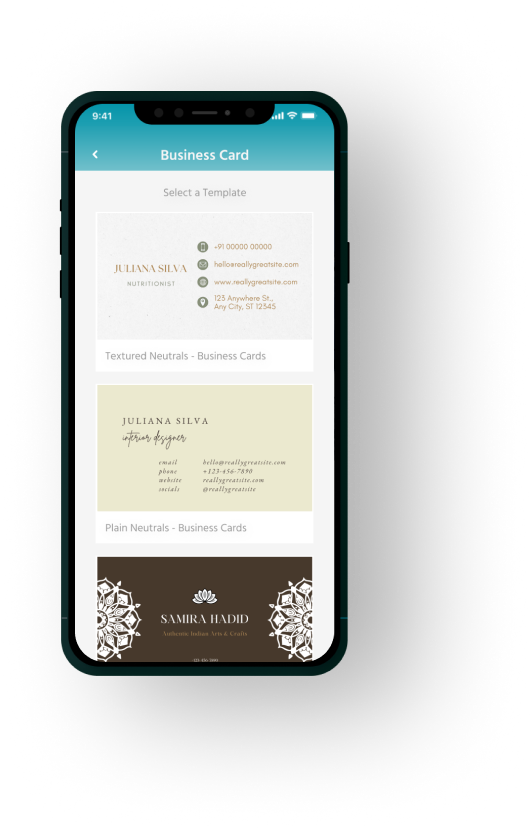 9:41
Business Card
Select a Template
JULIANA SILVA
NUTRITIONIST
+91 00000 00000
hello@reallygreatsite.com
www.reallygreatsite.com
123 Anywhere St.,
Any City, ST 12345
Textured Neutrals - Business Cards
JULIANA SILVA
interior designer
email hello@reallygreatsite.com
phone +123-456-7890
website reallygreatsite.com
socials @reallygreatsite
Plain Neutrals - Business Cards
SAMIRA HADID
Authentic Indian Arts & Crafts